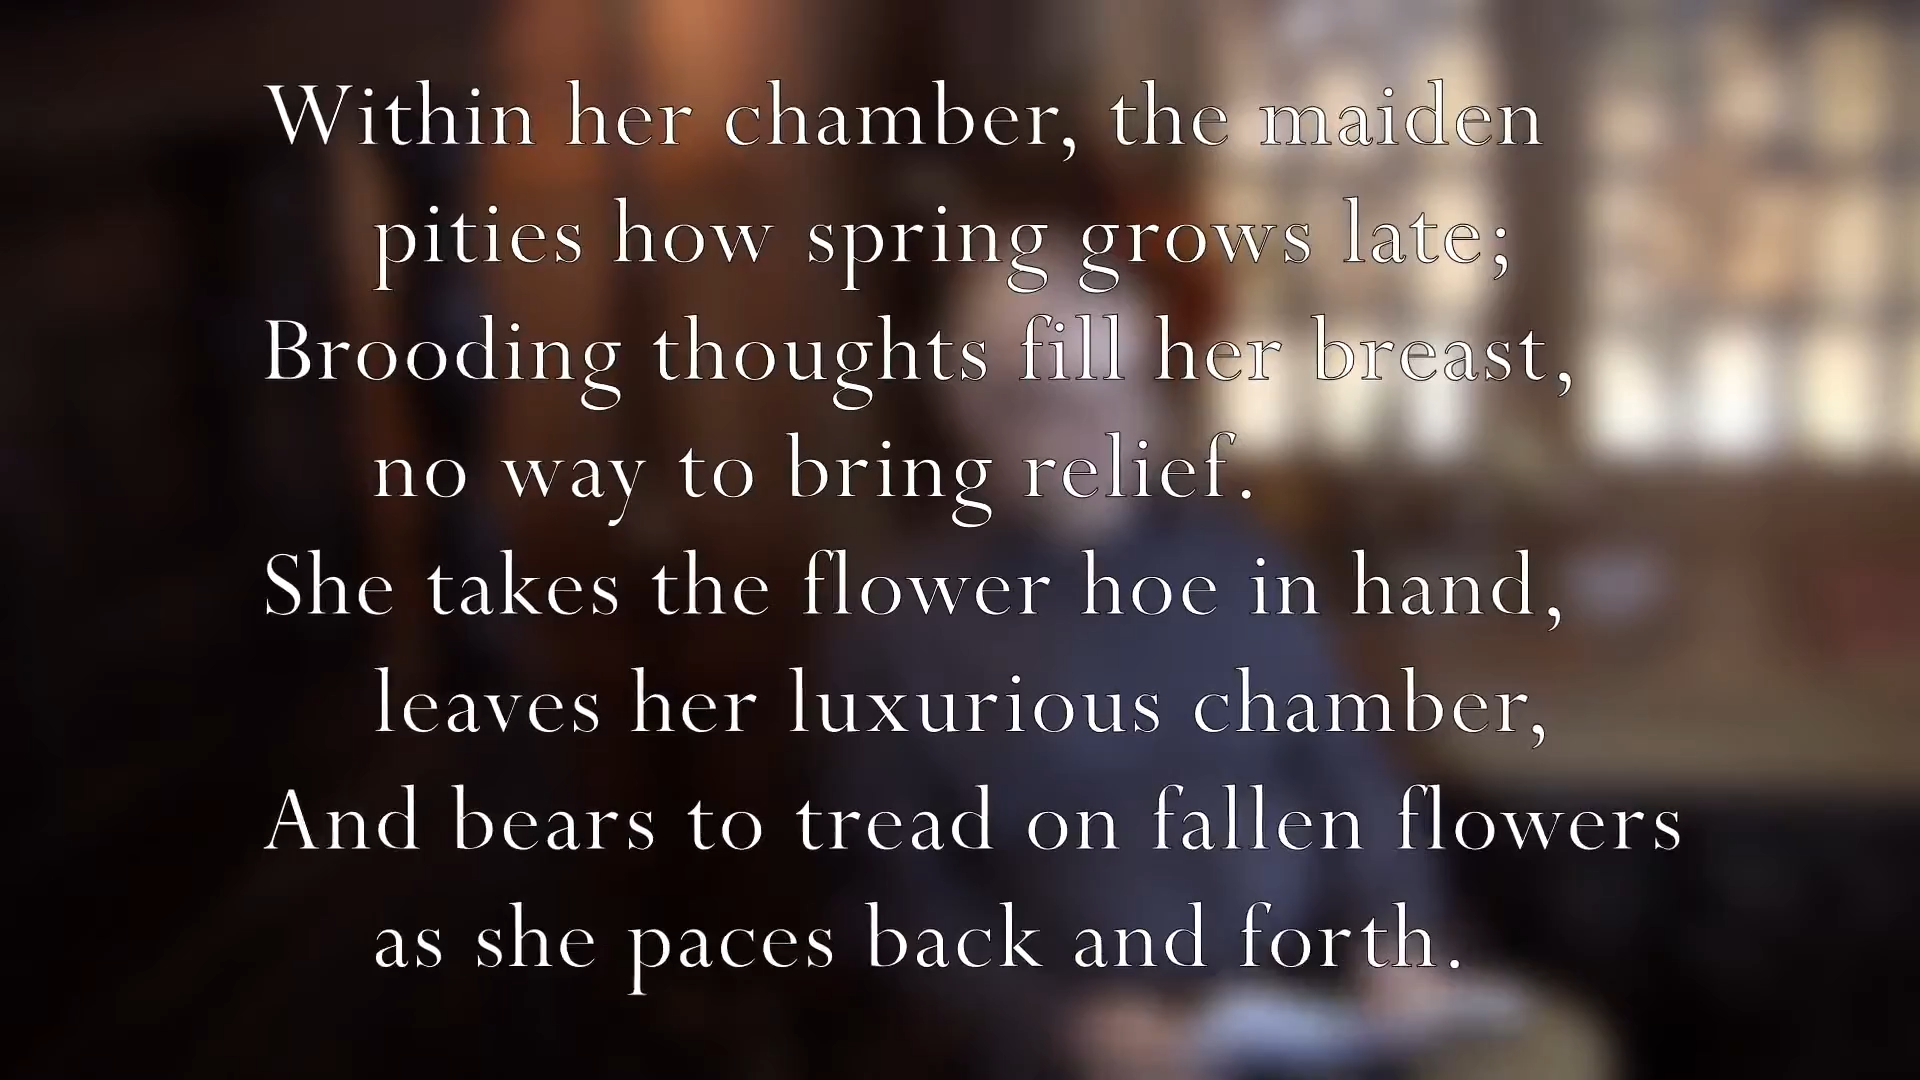 Within her chamber, the maiden
pities how spring grows late;
Brooding thoughts fill her breast,
no way to bring relief.
She takes the flower hoe in hand,
leaves her luxurious chamber,
And bears to tread on fallen flowers
as she paces back and forth.